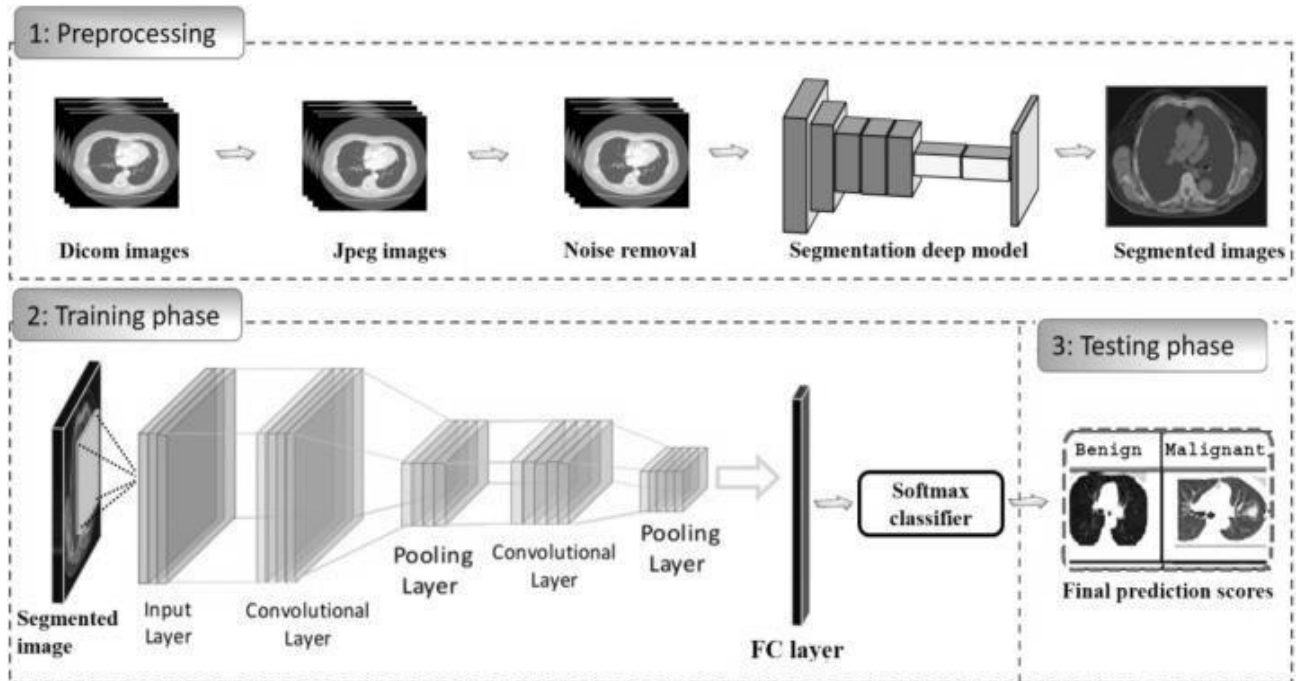 1: Preprocessing
Dicom images
Jpeg images
Noise removal
Segmentation deep model
Segmented images
2: Training phase
Segmented
image
Input
Layer
Convolutional
Layer
Pooling
Layer
Convolutional
Layer
Pooling
Layer
FC layer
Softmax
classifier
3: Testing phase
Benign
Malignant
Final prediction scores